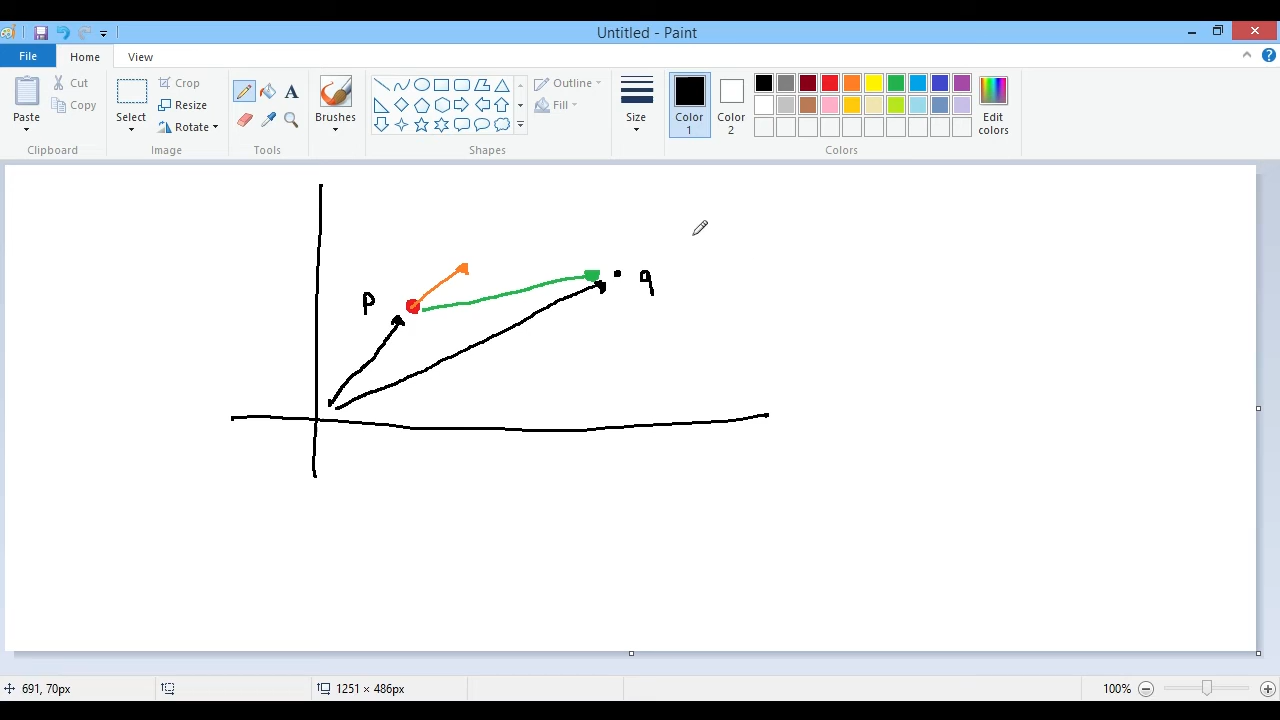 Untitled - Paint
File Home View
Cut
Copy
Paste
Clipboard
Crop
Resize
Rotate
Select
Image
A
Tools
Brushes
Outline
Fill
Shapes
Size
Color 1
Color 2
Edit colors
Colors
P
q
691, 70px
1251 × 486px
100%